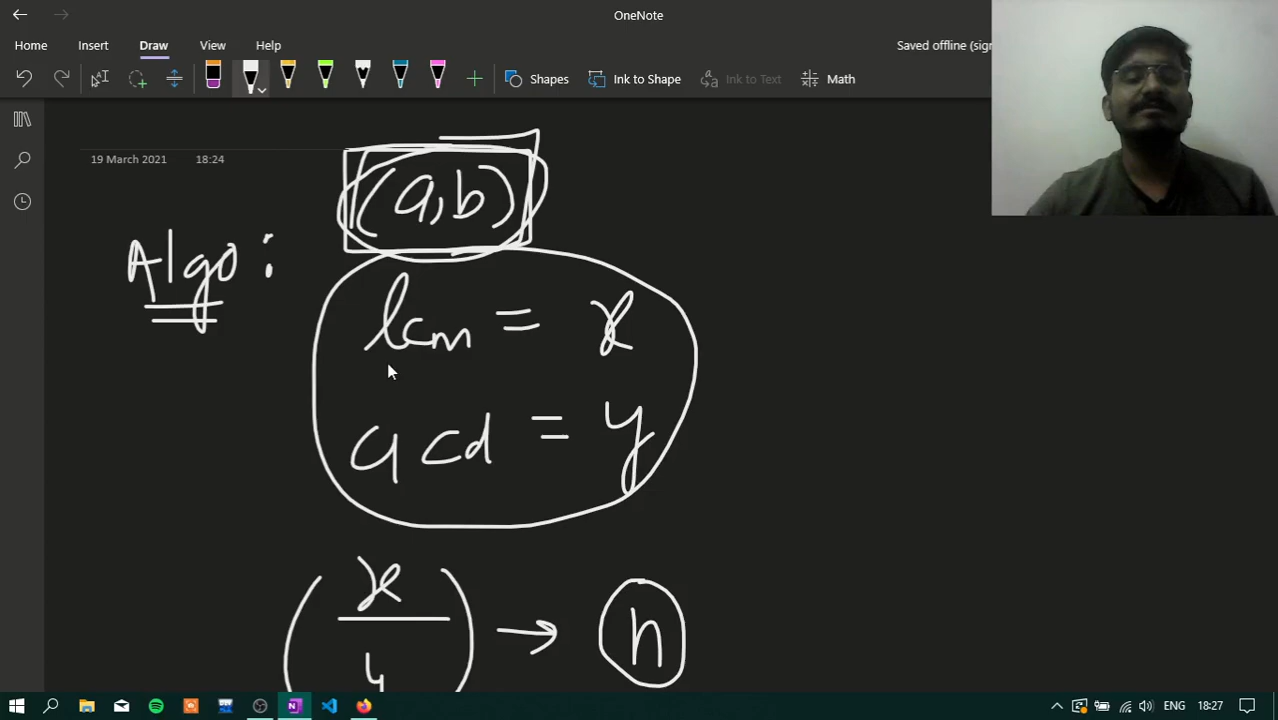 OneNote
Home Insert Draw View Help
Saved offline (sig
Shapes Ink to Shape Ink to Text Math
19 March 2021 18:24
(a,b)
Algo :
lcm = x
gcd = y
( x / y ) → n
ENG 18:27